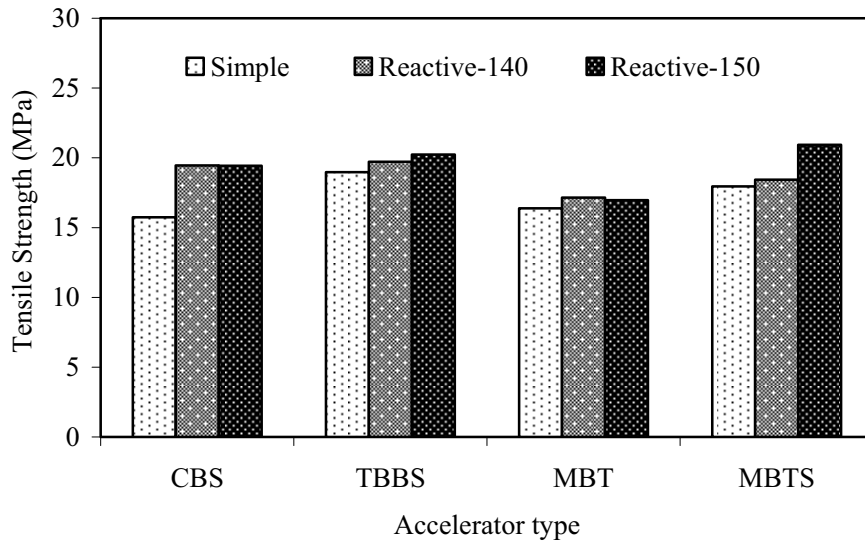 30
25
20
15
10
5
0
Tensile Strength (MPa)
Simple Reactive-140 Reactive-150
CBS TBBS MBT MBTS
Accelerator type